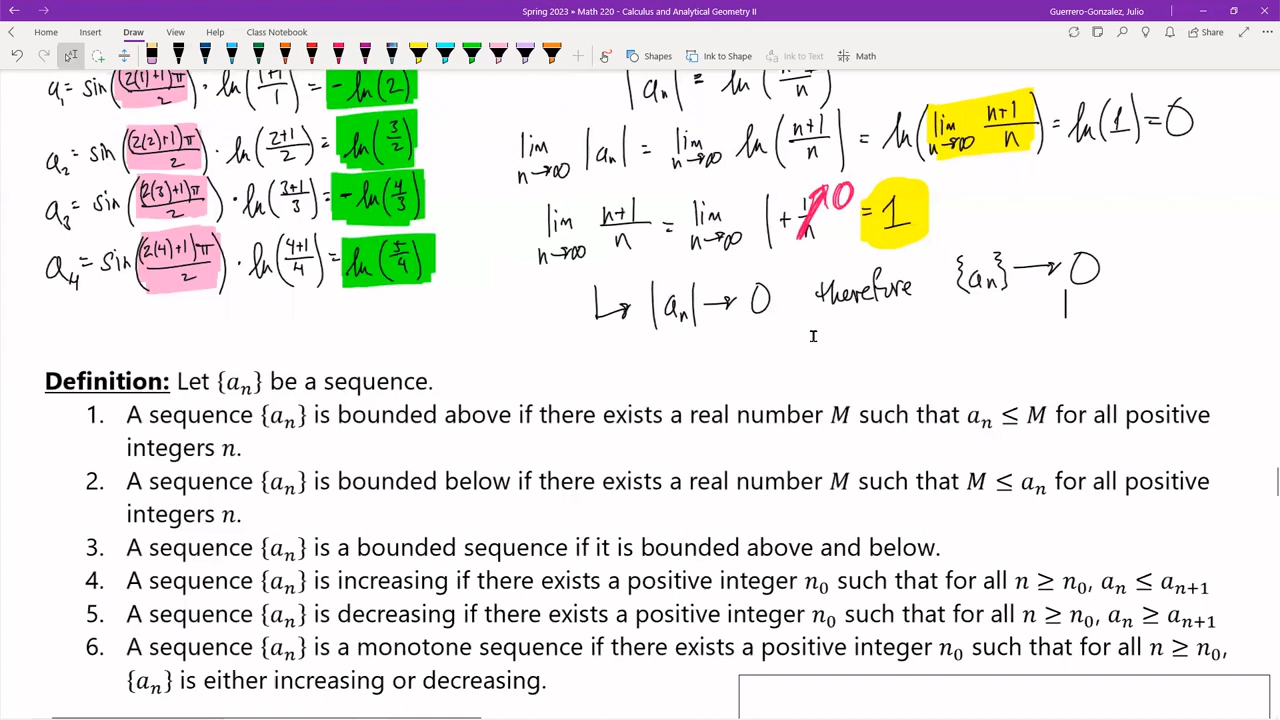 Spring 2023 » Math 220 - Calculus and Analytical Geometry II
Guerrero-Gonzalez, Julio
Home Insert Draw View Help Class Notebook
Share
Shapes Ink to Shape Ink to Text Math
a₁ = sin((2(1)+1)π/2) · ln((1+1)/1) = -ln(2)
a₂ = sin((2(2)+1)π/2) · ln((2+1)/2) = ln(3/2)
a₃ = sin((2(3)+1)π/2) · ln((3+1)/3) = -ln(4/3)
a₄ = sin((2(4)+1)π/2) · ln((4+1)/4) = ln(5/4)
|aₙ| = ln((n+1)/n)
lim n→∞ |aₙ| = lim n→∞ ln((n+1)/n) = ln(lim n→∞ (n+1)/n) = ln(1) = 0
lim n→∞ (n+1)/n = lim n→∞ 1 + 1/n 0 = 1
↳ |aₙ| → 0 therefore {aₙ} → 0
Definition: Let {aₙ} be a sequence.
1. A sequence {aₙ} is bounded above if there exists a real number M such that aₙ ≤ M for all positive
integers n.
2. A sequence {aₙ} is bounded below if there exists a real number M such that M ≤ aₙ for all positive
integers n.
3. A sequence {aₙ} is a bounded sequence if it is bounded above and below.
4. A sequence {aₙ} is increasing if there exists a positive integer n₀ such that for all n ≥ n₀, aₙ ≤ aₙ₊₁
5. A sequence {aₙ} is decreasing if there exists a positive integer n₀ such that for all n ≥ n₀, aₙ ≥ aₙ₊₁
6. A sequence {aₙ} is a monotone sequence if there exists a positive integer n₀ such that for all n ≥ n₀,
{aₙ} is either increasing or decreasing.